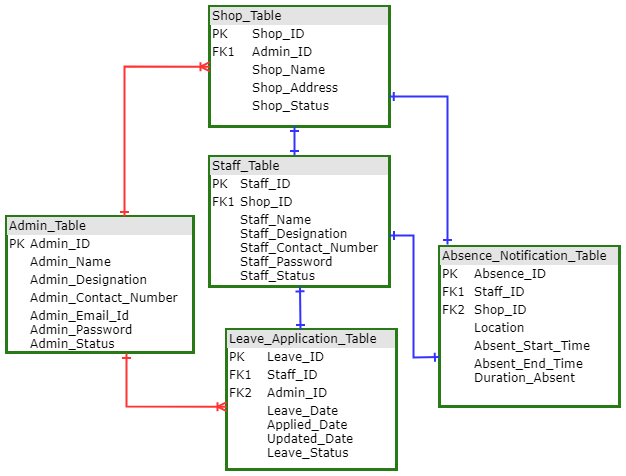 Shop_Table
PK Shop_ID
FK1 Admin_ID
Shop_Name
Shop_Address
Shop_Status
Staff_Table
PK Staff_ID
FK1 Shop_ID
Staff_Name
Staff_Designation
Staff_Contact_Number
Staff_Password
Staff_Status
Admin_Table
PK Admin_ID
Admin_Name
Admin_Designation
Admin_Contact_Number
Admin_Email_Id
Admin_Password
Admin_Status
Absence_Notification_Table
PK Absence_ID
FK1 Staff_ID
FK2 Shop_ID
Location
Absent_Start_Time
Absent_End_Time
Duration_Absent
Leave_Application_Table
PK Leave_ID
FK1 Staff_ID
FK2 Admin_ID
Leave_Date
Applied_Date
Updated_Date
Leave_Status